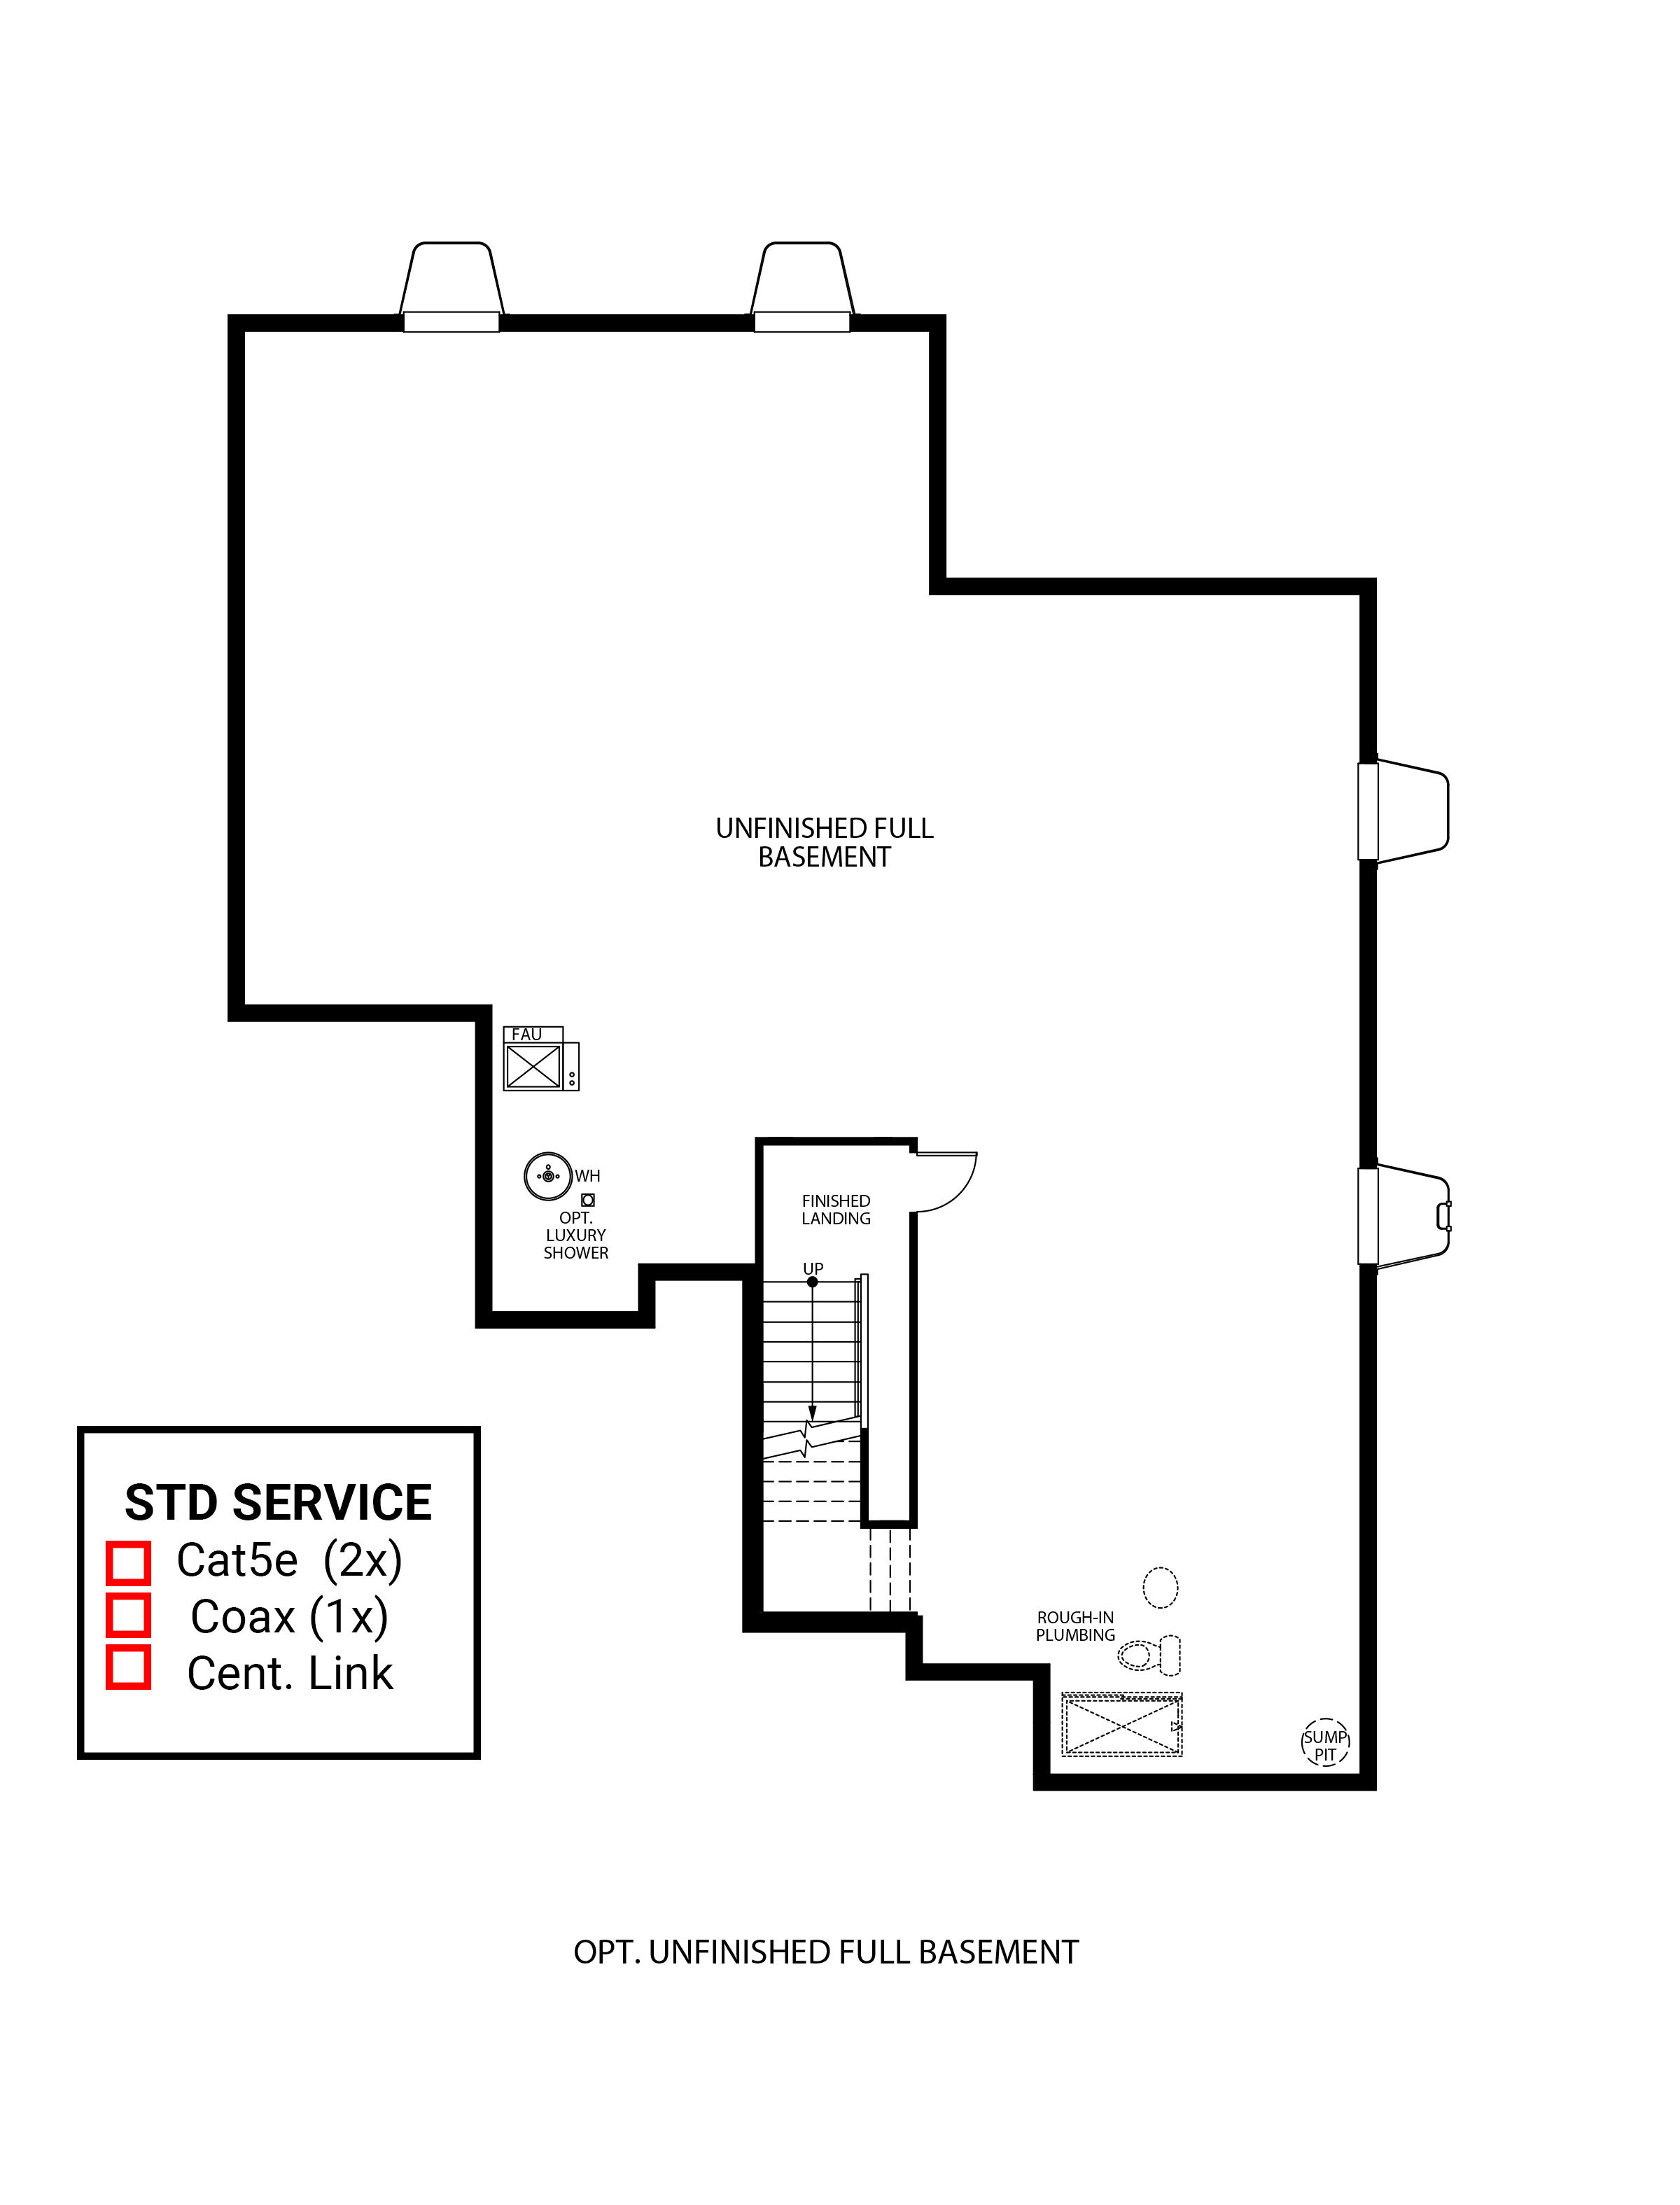 UNFINISHED FULL
BASEMENT
FAU
WH
OPT.
LUXURY
SHOWER
FINISHED
LANDING
UP
STD SERVICE
Cat5e (2x)
Coax (1x)
Cent. Link
ROUGH-IN
PLUMBING
SUMP
PIT
OPT. UNFINISHED FULL BASEMENT